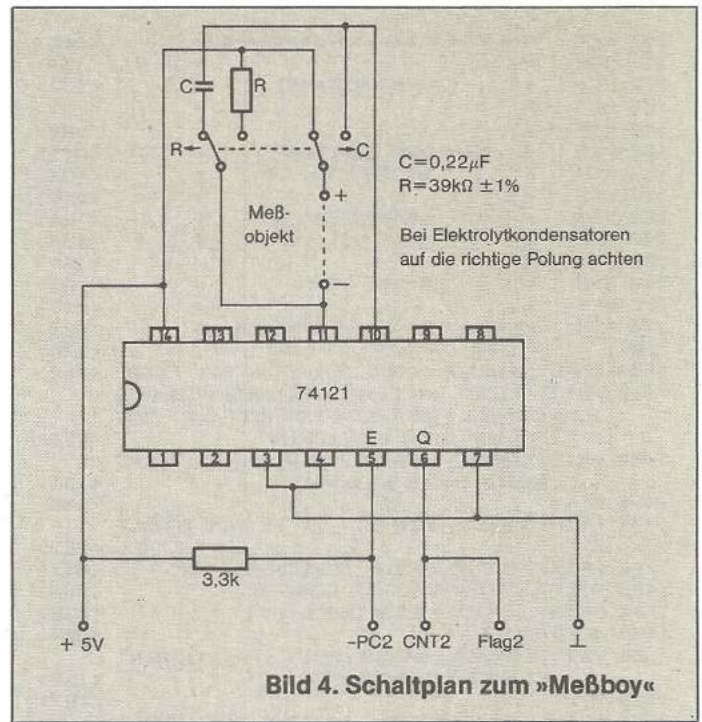 C
R
R
C
+
Meß-
objekt
−
C=0,22µF
R=39kΩ ±1%
Bei Elektrolytkondensatoren
auf die richtige Polung achten
14 13 12 11 10 9 8
74121
E Q
1 2 3 4 5 6 7
3,3k
+ 5V -PC2 CNT2 Flag2 ⊥
Bild 4. Schaltplan zum »Meßboy«